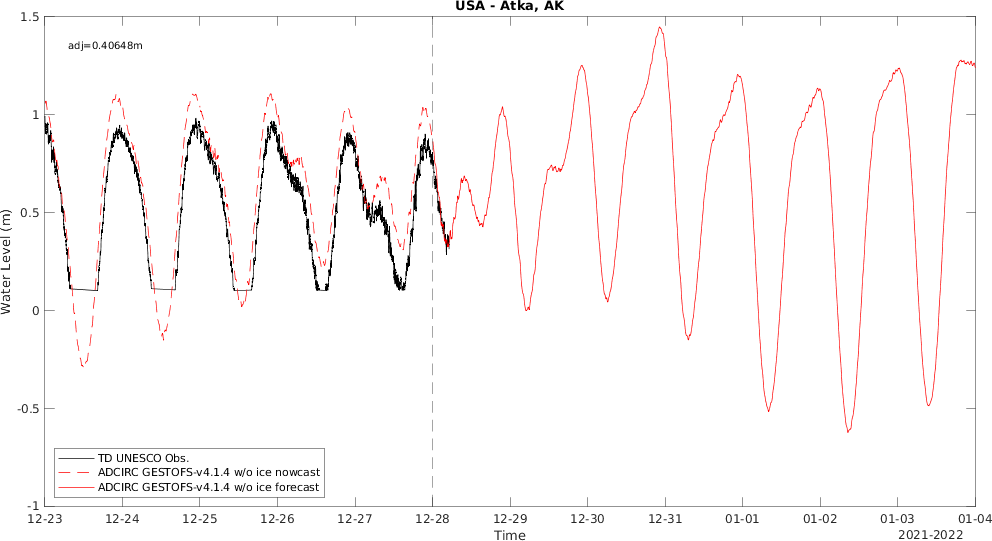 USA - Atka, AK
adj=0.40648m
Water Level (m)
1.5
1
0.5
0
-0.5
-1
TD UNESCO Obs.
ADCIRC GESTOFS-v4.1.4 w/o ice nowcast
ADCIRC GESTOFS-v4.1.4 w/o ice forecast
12-23 12-24 12-25 12-26 12-27 12-28 12-29 12-30 12-31 01-01 01-02 01-03 01-04
Time
2021-2022